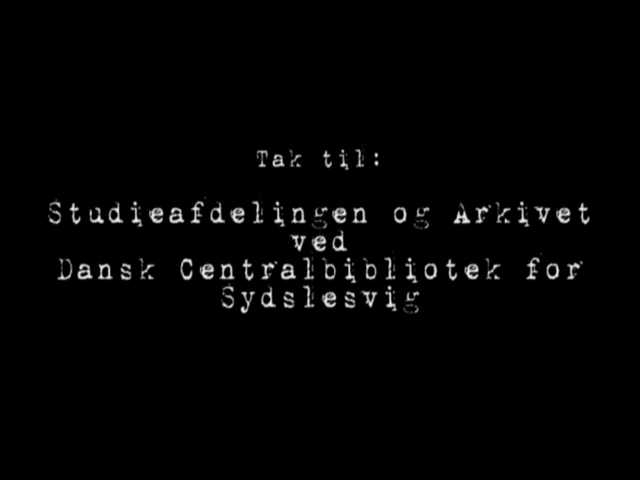 Tak til:
Studieafdelingen og Arkivet
ved
Dansk Centralbibliotek for
Sydslesvig